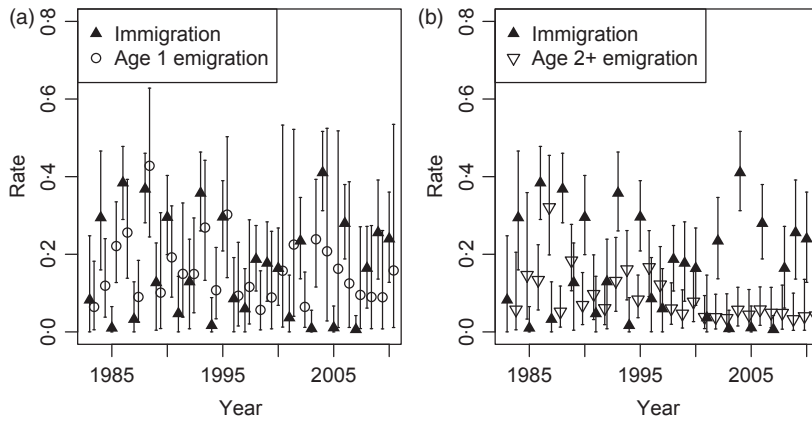 (a)
Immigration
Age 1 emigration
Rate
0·8
0·6
0·4
0·2
0·0
1985
1995
2005
Year
(b)
Immigration
Age 2+ emigration
Rate
0·8
0·6
0·4
0·2
0·0
1985
1995
2005
Year